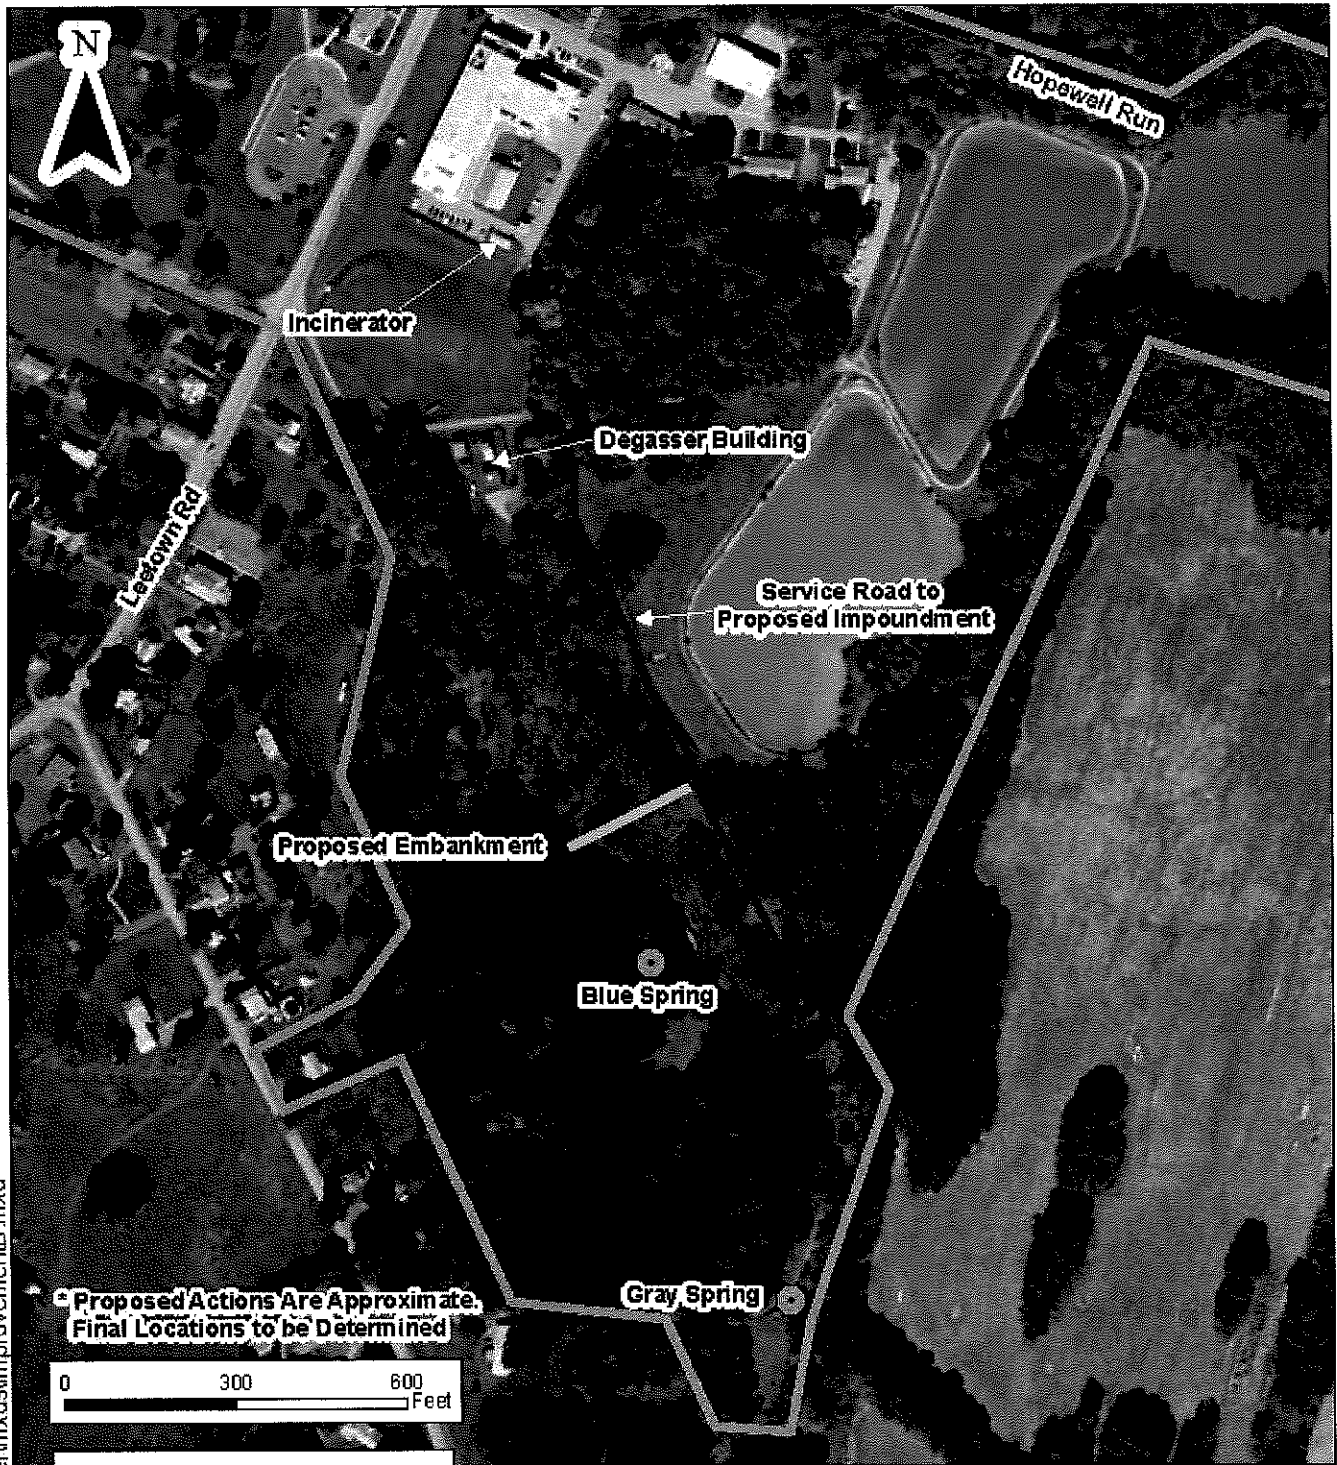 N
Hopewell Run
Incinerator
Degasser Building
Leetown Rd
Service Road to
Proposed Impoundment
Proposed Embankment
Blue Spring
Gray Spring
* Proposed Actions Are Approximate.
Final Locations to be Determined
0 300 600
Feet